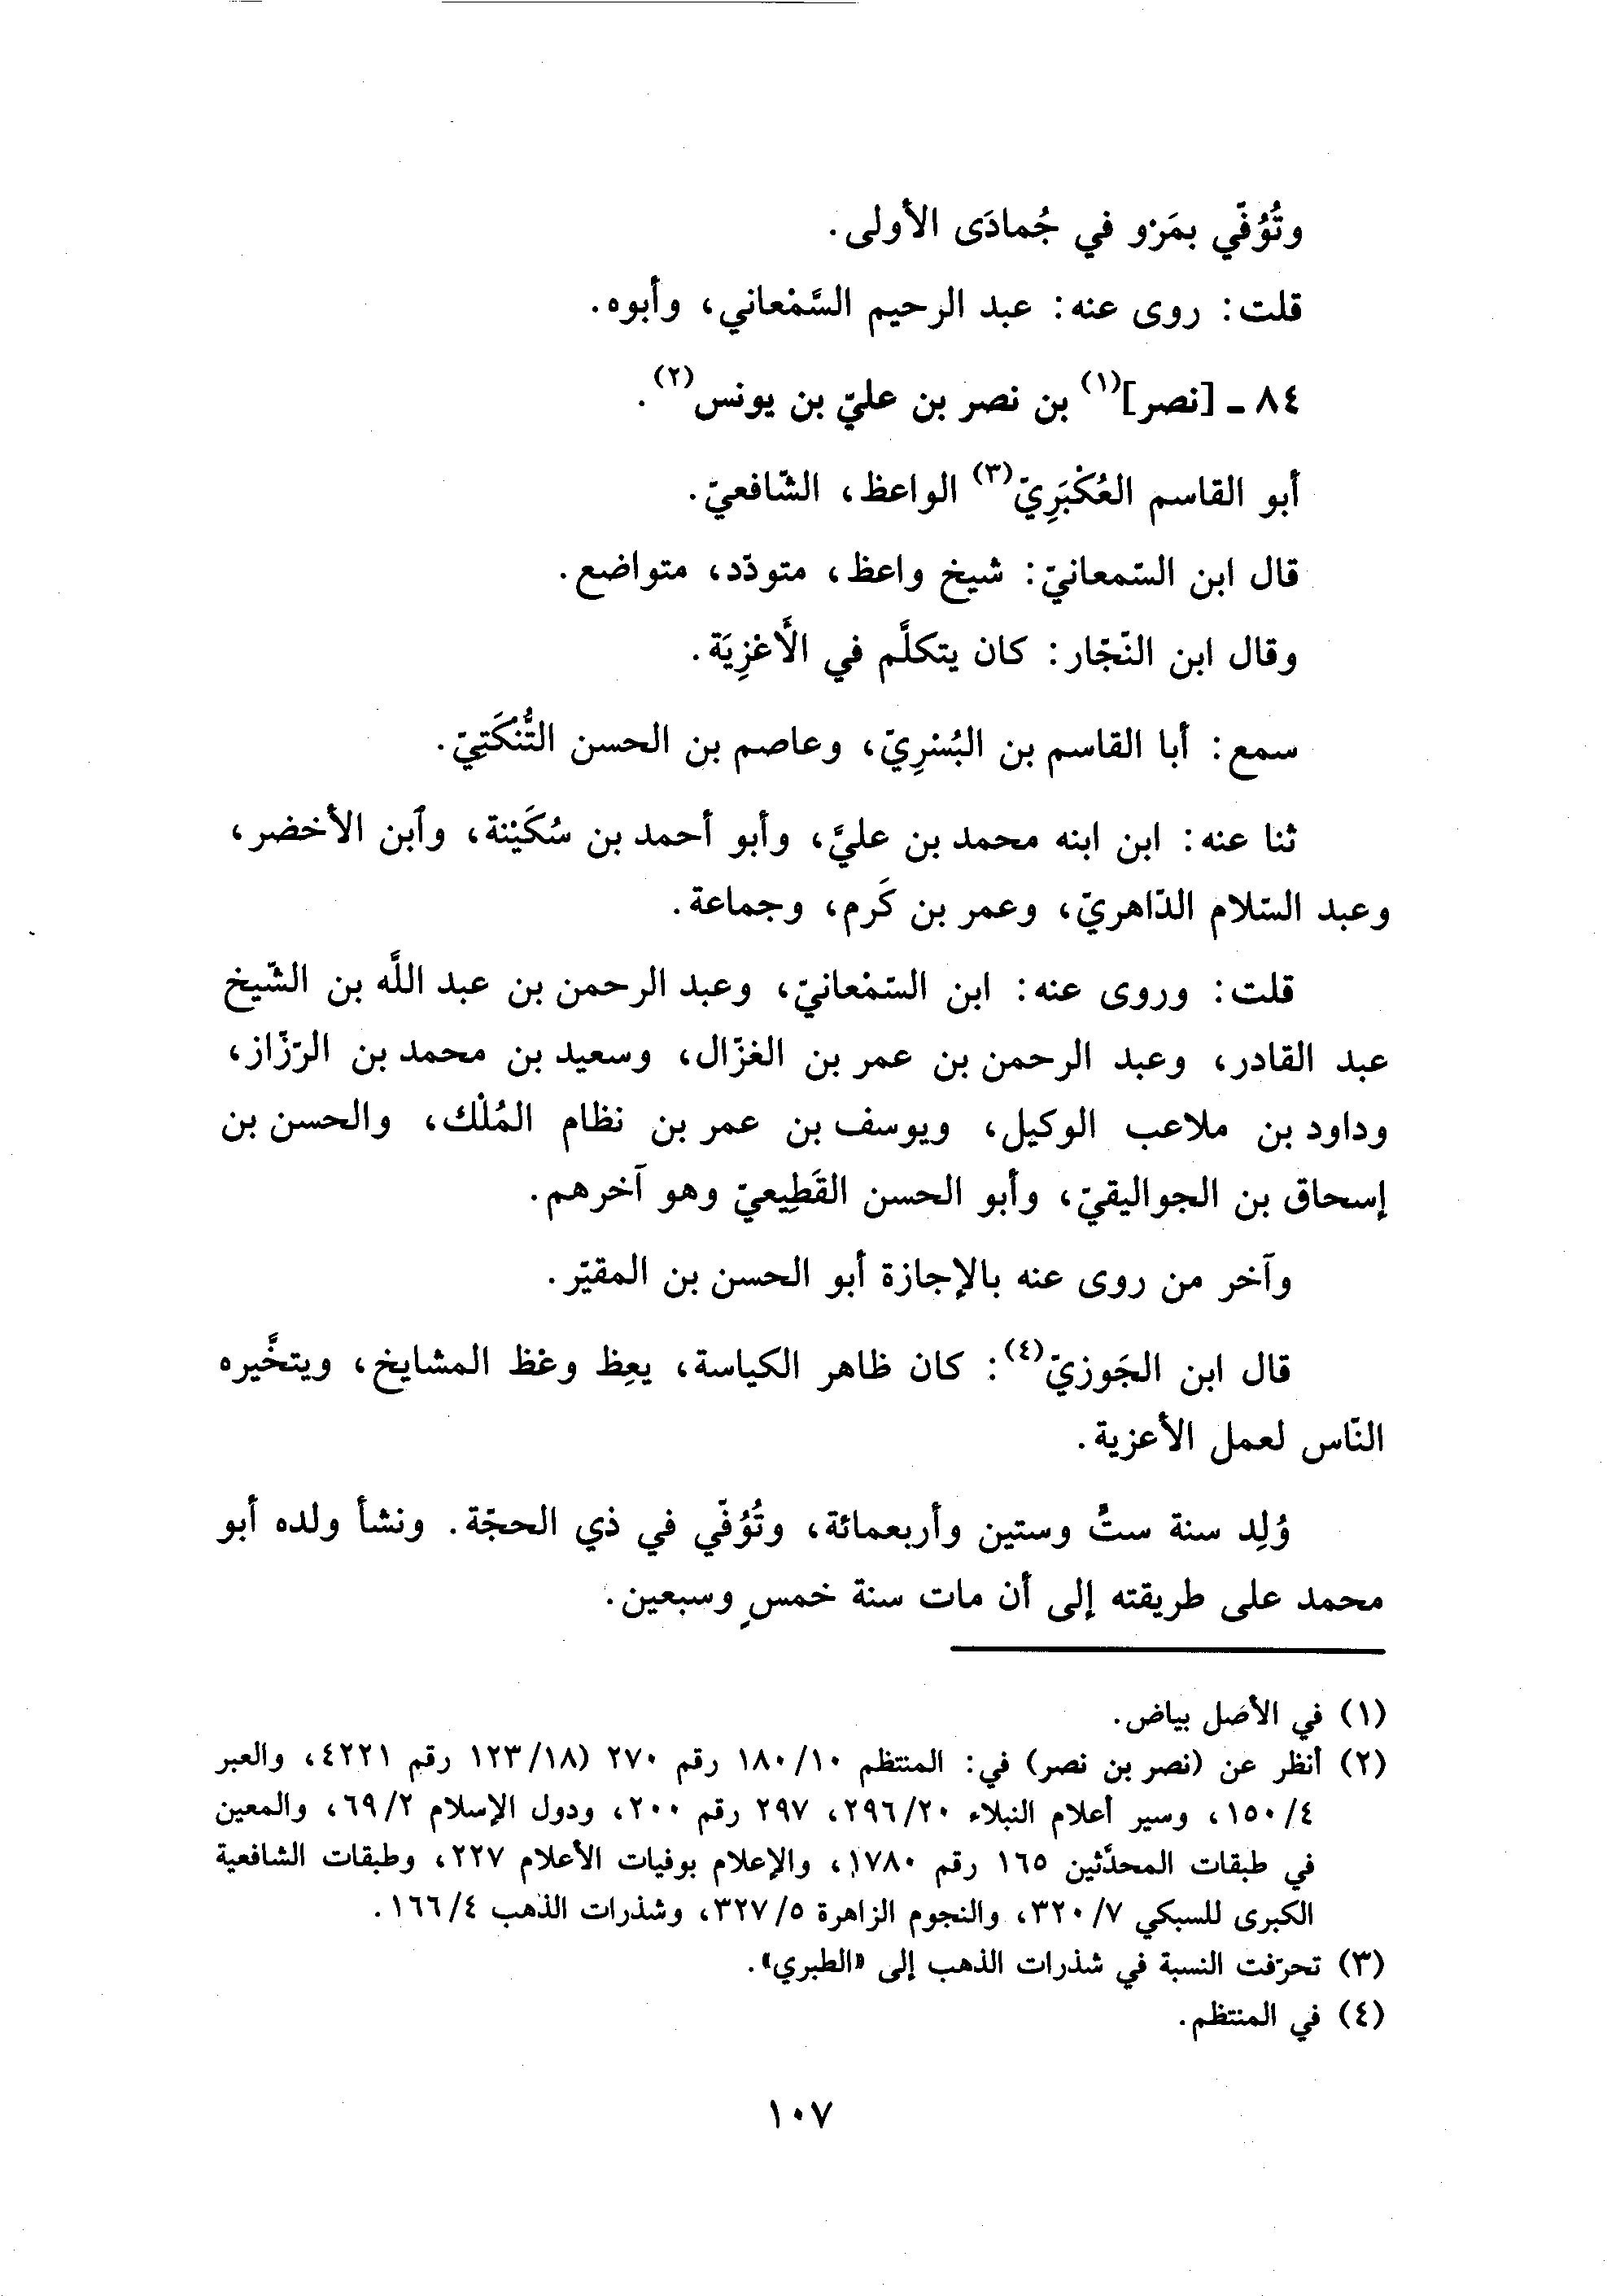 وتُوُفّي بمَرْو في جُمادَى الأولى.
قلت: روى عنه: عبد الرحيم السَّمْعاني، وأبوه.
٨٤ ـ [نصر](١) بن نصر بن عليّ بن يونس(٢).
أبو القاسم العُكْبَرِيّ(٣) الواعظ، الشّافعيّ.
قال ابن السّمعانيّ: شيخ واعظ، متودّد، متواضع.
وقال ابن النّجّار: كان يتكلَّم في الأَعْزِيَة.
سمع: أبا القاسم بن البُسْرِيّ، وعاصم بن الحسن التُّنْكَتِيّ.
ثنا عنه: ابن ابنه محمد بن عليَّ، وأبو أحمد بن سُكَيْنة، وآبن الأخضر،
وعبد السّلام الدّاهريّ، وعمر بن كَرم، وجماعة.
قلت: وروى عنه: ابن السّمْعانيّ، وعبد الرحمن بن عبد اللَّه بن الشّيخ
عبد القادر، وعبد الرحمن بن عمر بن الغزّال، وسعيد بن محمد بن الرّزّاز،
وداود بن ملاعب الوكيل، ويوسف بن عمر بن نظام المُلْك، والحسن بن
إسحاق بن الجواليقيّ، وأبو الحسن القَطِيعيّ وهو آخرهم.
وآخر من روى عنه بالإجازة أبو الحسن بن المقيّر.
قال ابن الجَوزيّ(٤): كان ظاهر الكياسة، يعِظ وعْظ المشايخ، ويتخَّيره
النّاس لعمل الأعزية.
وُلِد سنة ستٌّ وستين وأربعمائة، وتُوُفّي في ذي الحجّة. ونشأ ولده أبو
محمد على طريقته إلى أن مات سنة خمسٍ وسبعين.
(١) في الأصل بياض.
(٢) أنظر عن (نصر بن نصر) في: المنتظم ١٨٠/١٠ رقم ٢٧٠ (١٢٣/١٨ رقم ٤٢٢١، والعبر
١٥٠/٤، وسير أعلام النبلاء ٢٩٦/٢٠، ٢٩٧ رقم ٢٠٠، ودول الإسلام ٦٩/٢، والمعين
في طبقات المحدَّثين ١٦٥ رقم ١٧٨٠، والإعلام بوفيات الأعلام ٢٢٧، وطبقات الشافعية
الكبرى للسبكي ٣٢٠/٧، والنجوم الزاهرة ٣٢٧/٥، وشذرات الذهب ١٦٦/٤.
(٣) تحرّفت النسبة في شذرات الذهب إلى «الطبري».
(٤) في المنتظم.
١٠٧